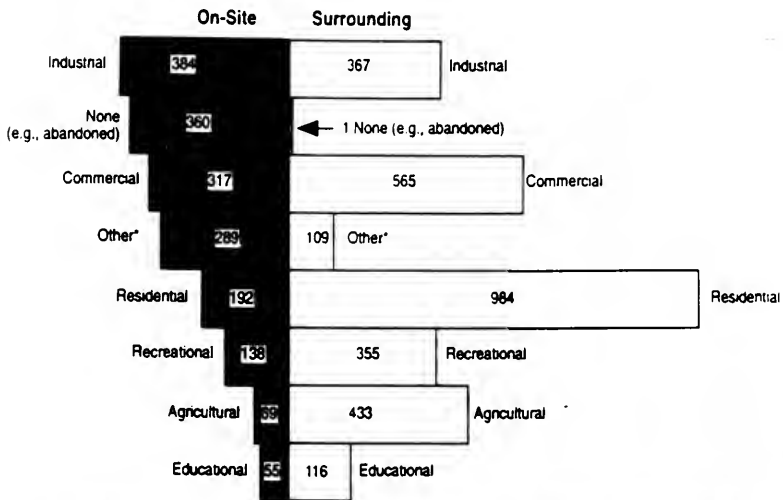 On-Site Surrounding
Industrial 384 367 Industrial
None
(e.g., abandoned) 360 1 None (e.g., abandoned)
Commercial 317 565 Commercial
Other* 289 109 Other*
Residential 192 984 Residential
Recreational 138 355 Recreational
Agricultural 69 433 Agricultural
Educational 55 116 Educational